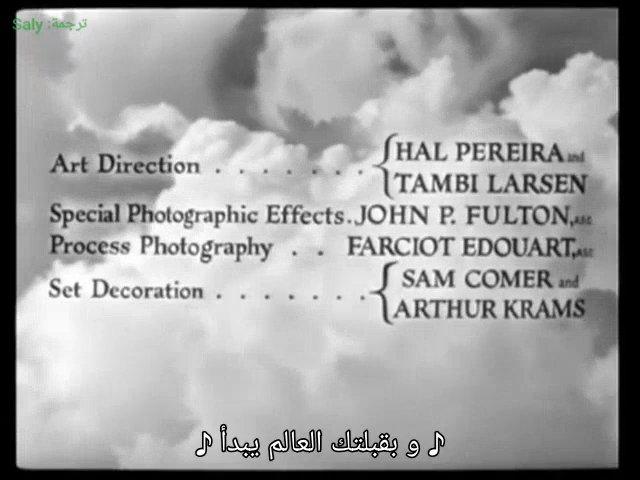 ترجمة: Saly
Art Direction . . . . . . . { HAL PEREIRA and
TAMBI LARSEN
Special Photographic Effects . JOHN P. FULTON, A.S.C.
Process Photography . . FARCIOT EDOUART, A.S.C.
Set Decoration . . . . . . . { SAM COMER and
ARTHUR KRAMS
♪ و بقبلتك العالم يبدأ ♪